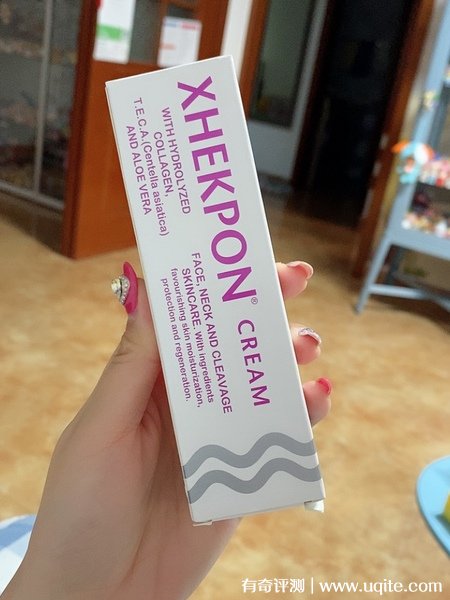 XHEKPON® CREAM
WITH HYDROLYZED
COLLAGEN,
T.E.C.A.(Centella asiatica)
AND ALOE VERA
FACE, NECK AND CLEAVAGE
SKINCARE. With ingredients
favourishing skin moisturization,
protection and regeneration.
有奇评测 | www.uqite.com